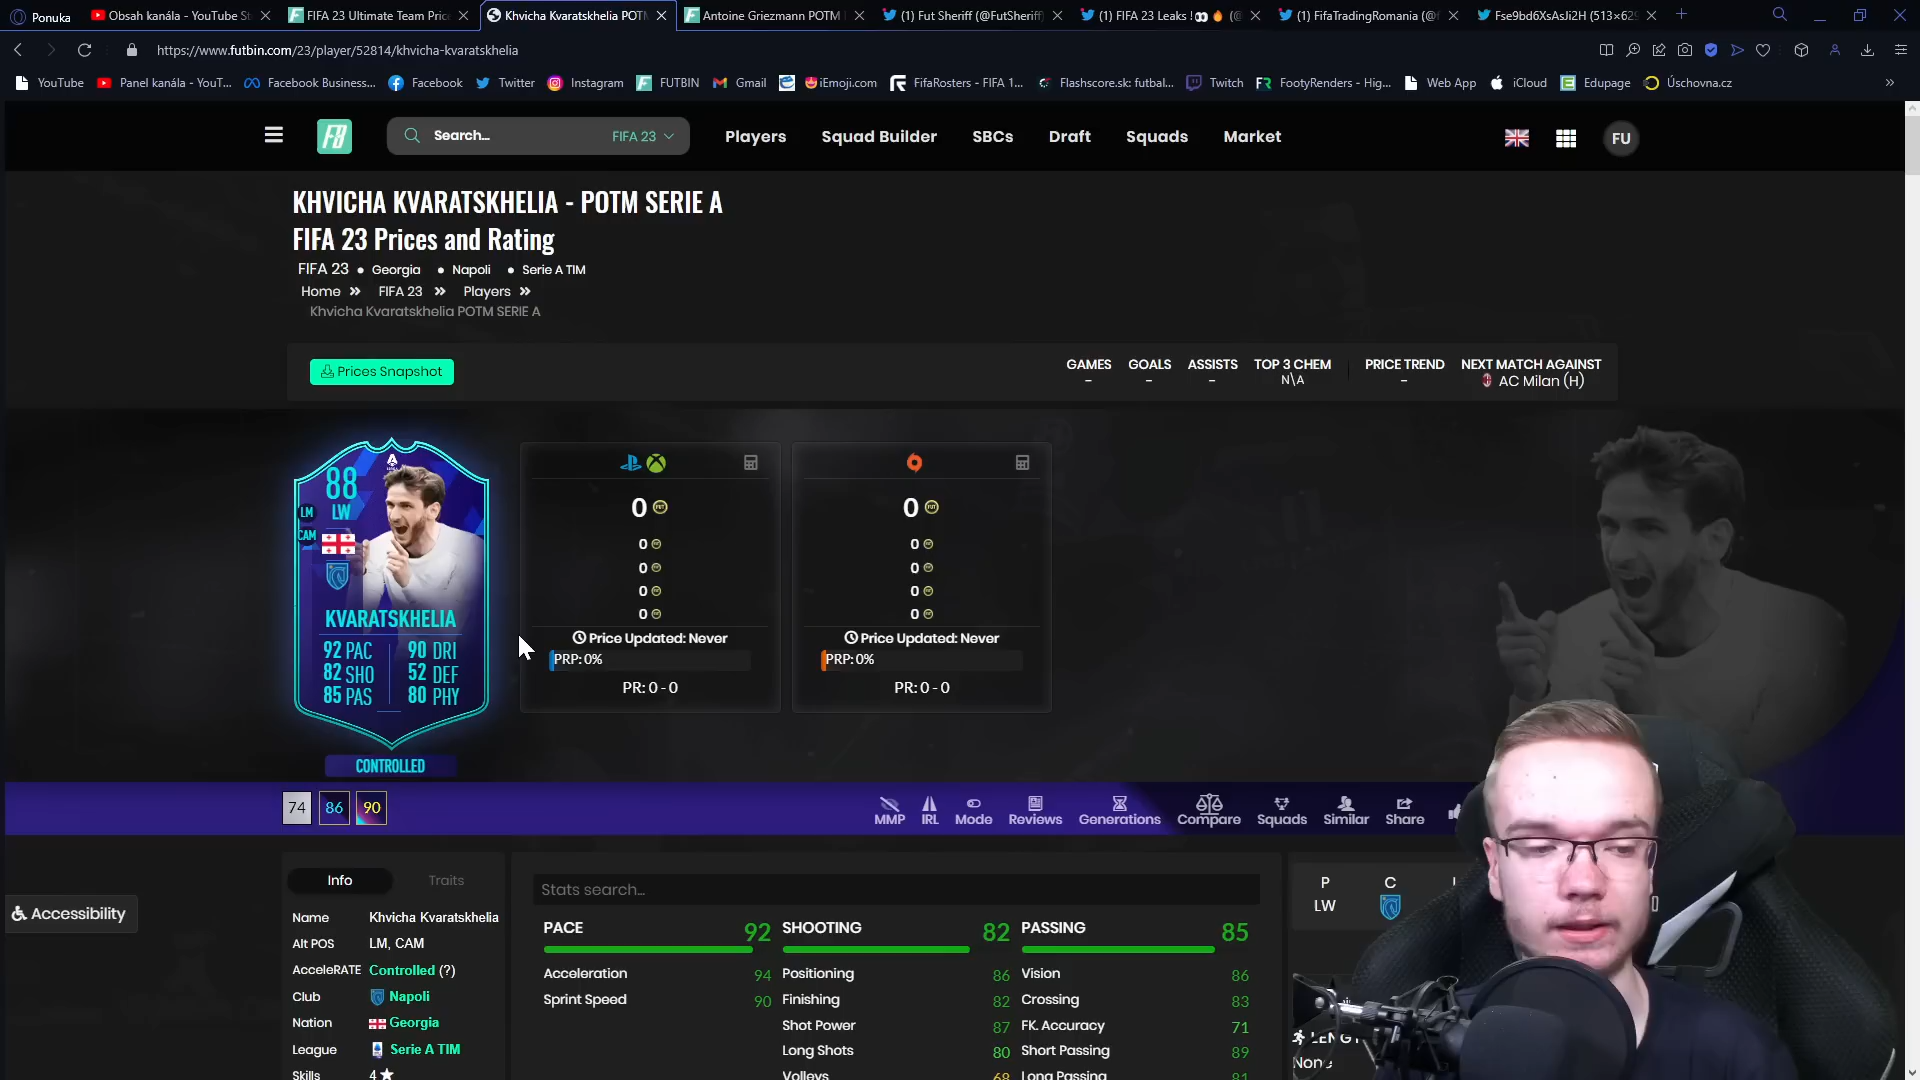 Ponuka
Obsah kanála - YouTube St
FIFA 23 Ultimate Team Pric
Khvicha Kvaratskhelia POTM
Antoine Griezmann POTM
(1) Fut Sheriff (@FutSheriff)
(1) FIFA 23 Leaks !👀🔥 (@
(1) FifaTradingRomania (@f
Fse9bd6XsAsJi2H (513×629
https://www.futbin.com/23/player/52814/khvicha-kvaratskhelia
YouTube
Panel kanála - YouT...
Facebook Business...
Facebook
Twitter
Instagram
FUTBIN
Gmail
iEmoji.com
FifaRosters - FIFA 1...
Flashscore.sk: futbal...
Twitch
FootyRenders - Hig...
Web App
iCloud
Edupage
Úschovna.cz
Search...
FIFA 23
Players
Squad Builder
SBCs
Draft
Squads
Market
FU
KHVICHA KVARATSKHELIA - POTM SERIE A
FIFA 23 Prices and Rating
FIFA 23 ● Georgia ● Napoli ● Serie A TIM
Home » FIFA 23 » Players »
Khvicha Kvaratskhelia POTM SERIE A
Prices Snapshot
GAMES
-
GOALS
-
ASSISTS
-
TOP 3 CHEM
N\A
PRICE TREND
-
NEXT MATCH AGAINST
AC Milan (H)
88
LW
LM
CAM
KVARATSKHELIA
92 PAC 90 DRI
82 SHO 52 DEF
85 PAS 80 PHY
CONTROLLED
0
0
0
0
0
Price Updated: Never
PRP: 0%
PR: 0 - 0
0
0
0
0
0
Price Updated: Never
PRP: 0%
PR: 0 - 0
74 86 90
MMP
IRL
Mode
Reviews
Generations
Compare
Squads
Similar
Share
Info
Traits
Name Khvicha Kvaratskhelia
Alt POS LM, CAM
AcceleRATE Controlled (?)
Club Napoli
Nation Georgia
League Serie A TIM
Skills 4★
Accessibility
Stats search...
PACE 92
Acceleration 94
Sprint Speed 90
SHOOTING 82
Positioning 86
Finishing 82
Shot Power 87
Long Shots 80
Volleys 68
PASSING 85
Vision 86
Crossing 83
FK. Accuracy 71
Short Passing 89
Long Passing 81
P C
LW
None